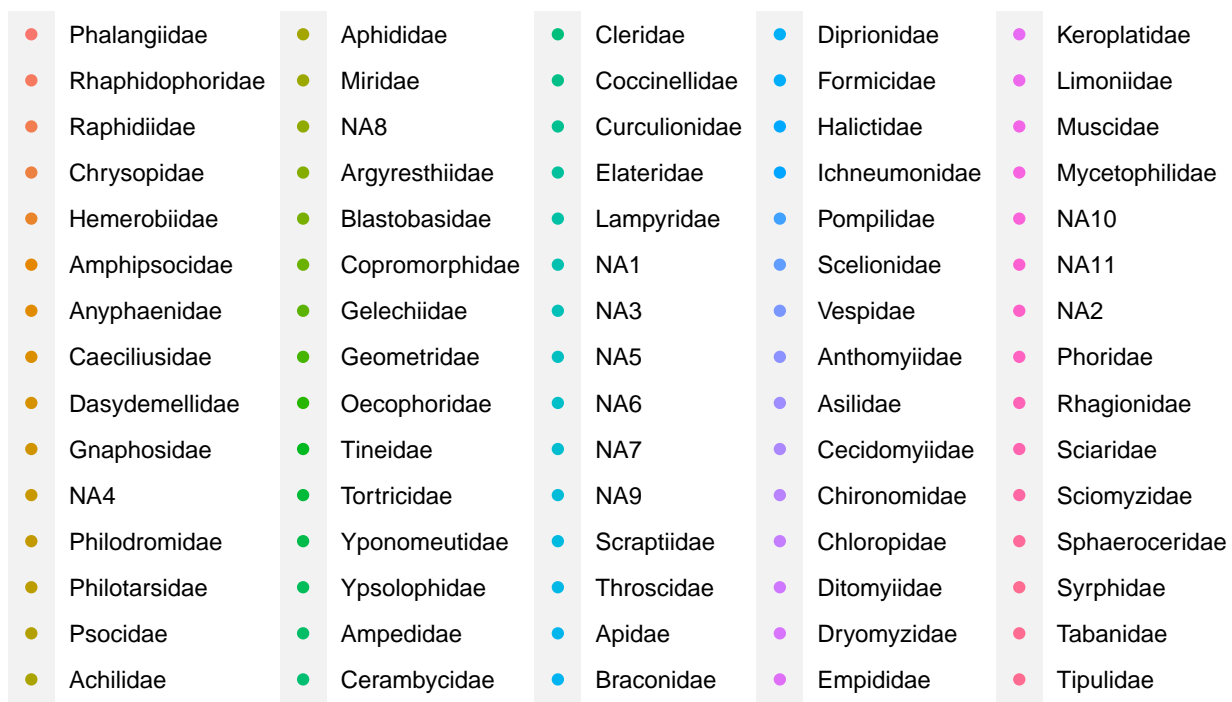 Phalangiidae
Rhaphidophoridae
Raphidiidae
Chrysopidae
Hemerobiidae
Amphipsocidae
Anyphaenidae
Caeciliusidae
Dasydemellidae
Gnaphosidae
NA4
Philodromidae
Philotarsidae
Psocidae
Achilidae
Aphididae
Miridae
NA8
Argyresthiidae
Blastobasidae
Copromorphidae
Gelechiidae
Geometridae
Oecophoridae
Tineidae
Tortricidae
Yponomeutidae
Ypsolophidae
Ampedidae
Cerambycidae
Cleridae
Coccinellidae
Curculionidae
Elateridae
Lampyridae
NA1
NA3
NA5
NA6
NA7
NA9
Scraptiidae
Throscidae
Apidae
Braconidae
Diprionidae
Formicidae
Halictidae
Ichneumonidae
Pompilidae
Scelionidae
Vespidae
Anthomyiidae
Asilidae
Cecidomyiidae
Chironomidae
Chloropidae
Ditomyiidae
Dryomyzidae
Empididae
Keroplatidae
Limoniidae
Muscidae
Mycetophilidae
NA10
NA11
NA2
Phoridae
Rhagionidae
Sciaridae
Sciomyzidae
Sphaeroceridae
Syrphidae
Tabanidae
Tipulidae